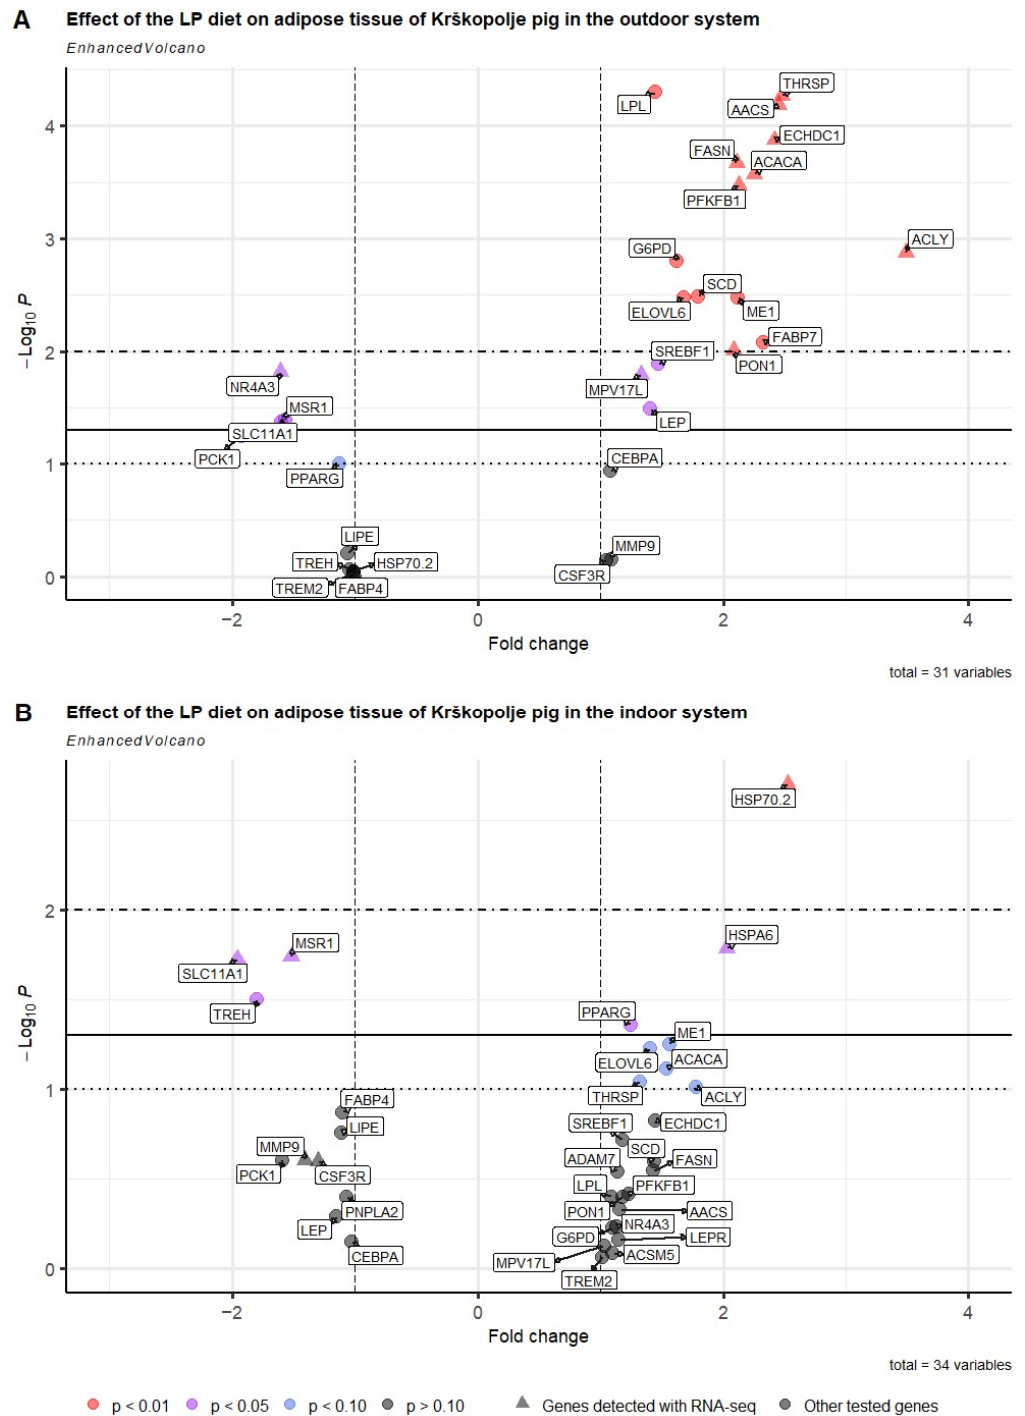 A Effect of the LP diet on adipose tissue of Krškopolje pig in the outdoor system
EnhancedVolcano
THRSP
LPL
AACS
4
ECHDC1
FASN
ACACA
PFKFB1
ACLY
3
G6PD
SCD
ELOVL6
ME1
FABP7
SREBF1
2
PON1
NR4A3
MPV17L
MSR1
LEP
SLC11A1
PCK1
CEBPA
1
PPARG
LIPE
MMP9
TREH
HSP70.2
CSF3R
0
TREM2
FABP4
−Log10 P
−2 0 2 4
Fold change
total = 31 variables
B Effect of the LP diet on adipose tissue of Krškopolje pig in the indoor system
EnhancedVolcano
HSP70.2
2
HSPA6
MSR1
SLC11A1
TREH
PPARG
ME1
ELOVL6
ACACA
1
THRSP
ACLY
FABP4
SREBF1
ECHDC1
LIPE
MMP9
SCD
ADAM7
FASN
PCK1
CSF3R
LPL
PFKFB1
PNPLA2
PON1
AACS
LEP
NR4A3
G6PD
LEPR
CEBPA
MPV17L
ACSM5
0
TREM2
−Log10 P
−2 0 2 4
Fold change
total = 34 variables
p < 0.01 p < 0.05 p < 0.10 p > 0.10 Genes detected with RNA-seq Other tested genes